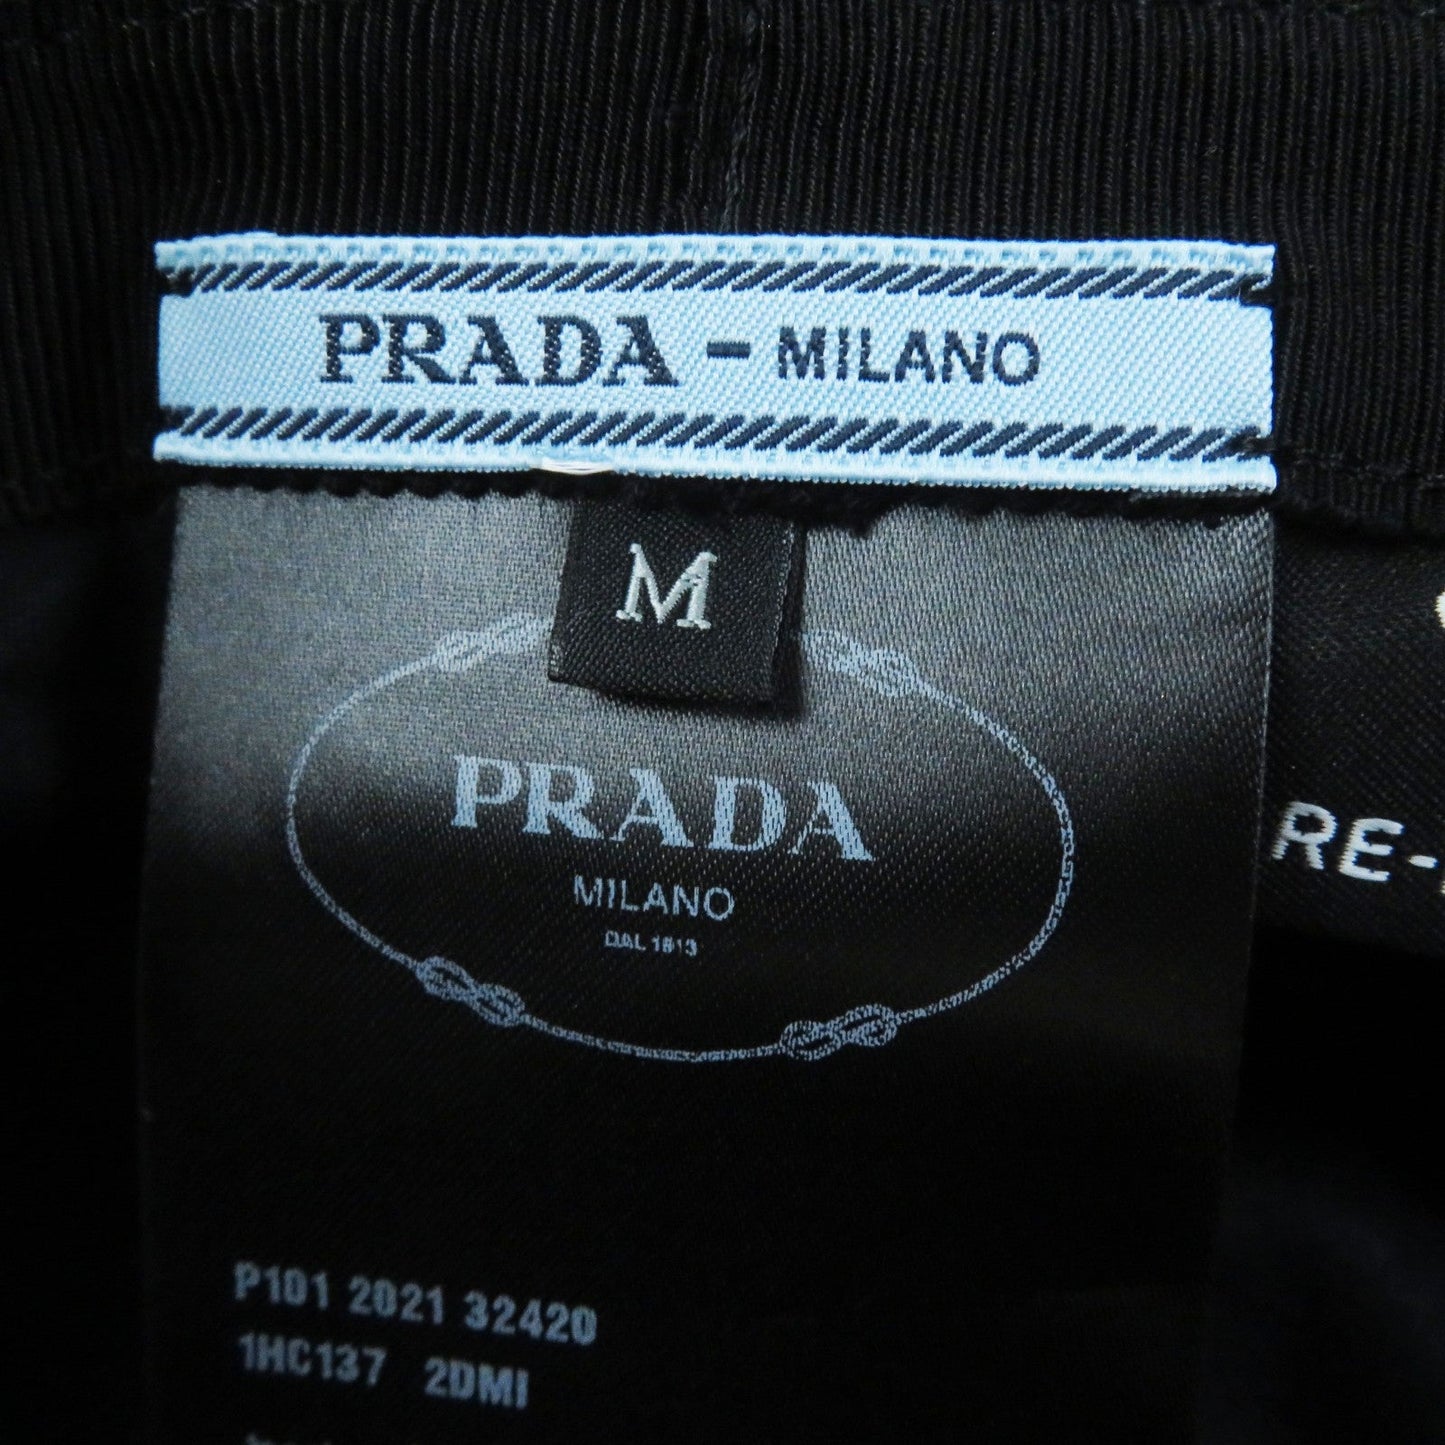 PRADA - MILANO
M
PRADA
MILANO
DAL 1913
RE-
P101 2021 32420
1HC137 2DMI